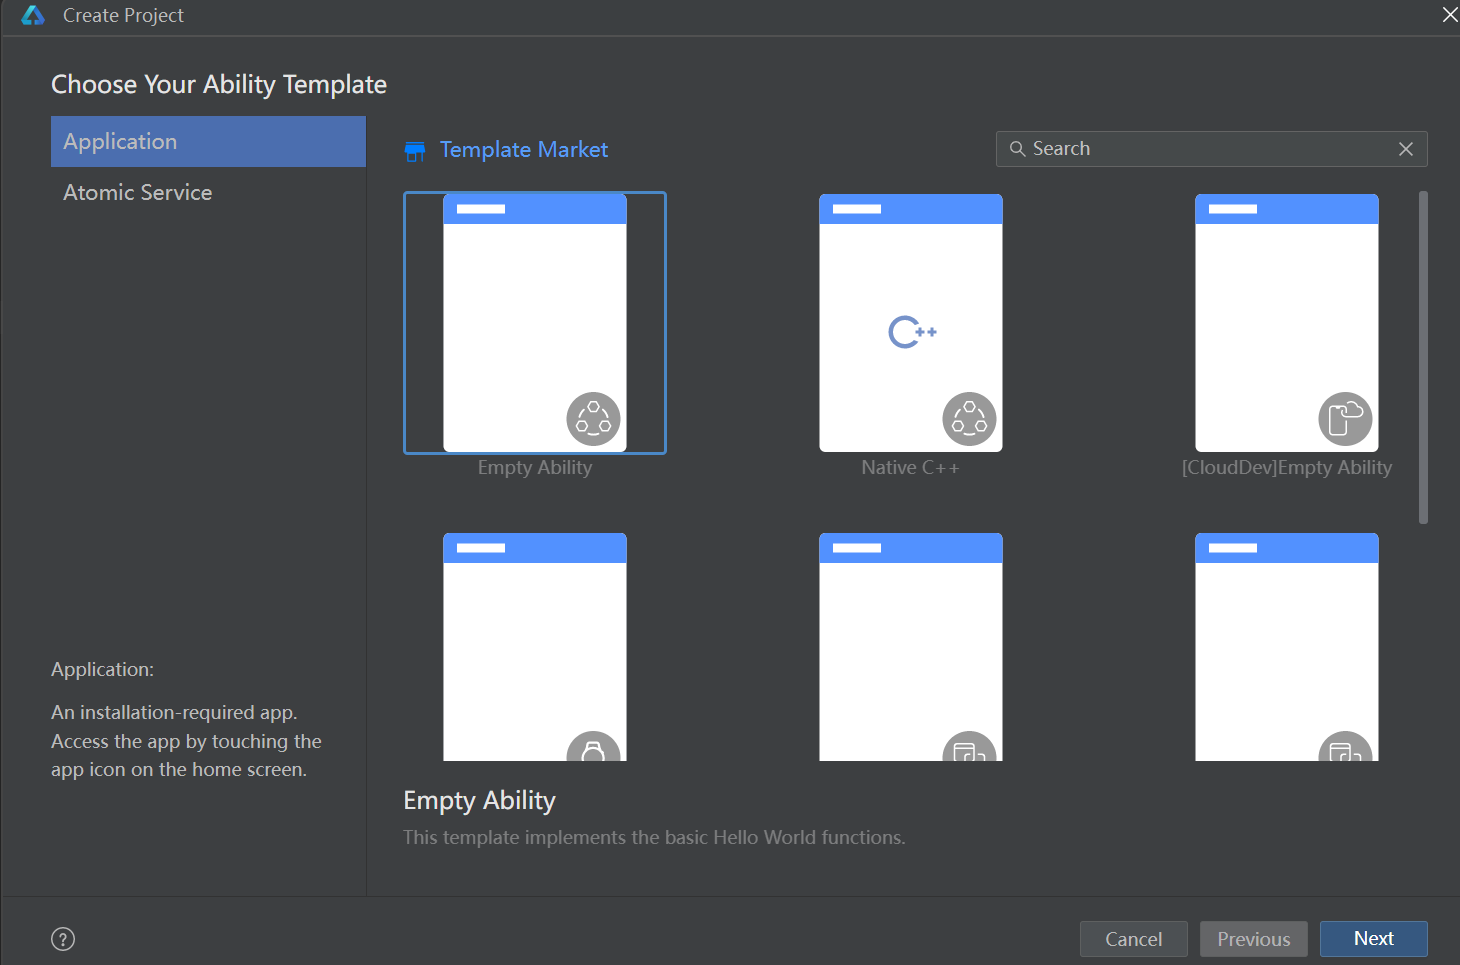 Create Project
Choose Your Ability Template
Application
Atomic Service
Template Market
Search
C++
Empty Ability
Native C++
[CloudDev]Empty Ability
Application:
An installation-required app.
Access the app by touching the
app icon on the home screen.
Empty Ability
This template implements the basic Hello World functions.
?
Cancel
Previous
Next